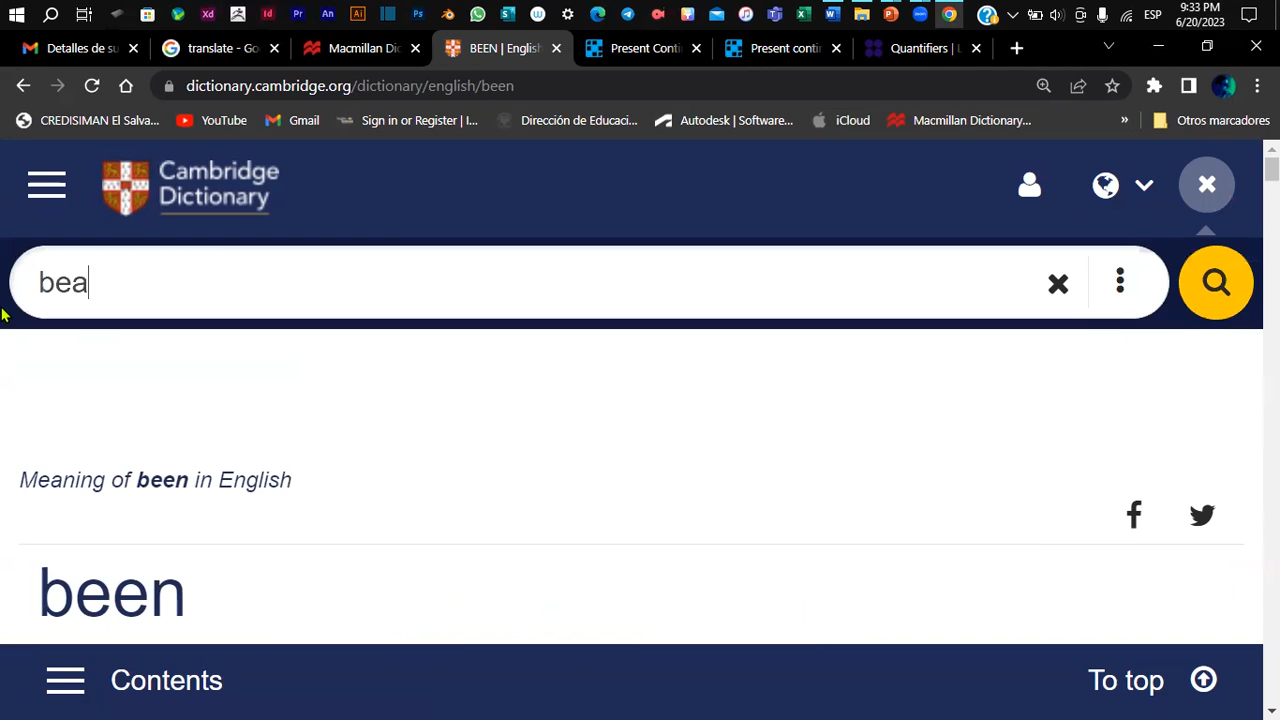 9:33 PM
ESP
6/20/2023
Detalles de su
translate - Go
Macmillan Dic
BEEN | English
Present Conti
Present contin
Quantifiers | L
dictionary.cambridge.org/dictionary/english/been
CREDISIMAN El Salva...
YouTube
Gmail
Sign in or Register | I...
Dirección de Educaci...
Autodesk | Software...
iCloud
Macmillan Dictionary...
»
Otros marcadores
Cambridge
Dictionary
bea
Meaning of been in English
been
Contents
To top